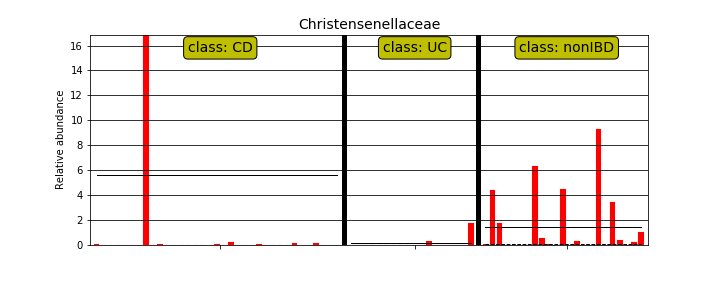 Christensenellaceae
class: CD
class: UC
class: nonIBD
Relative abundance
16
14
12
10
8
6
4
2
0